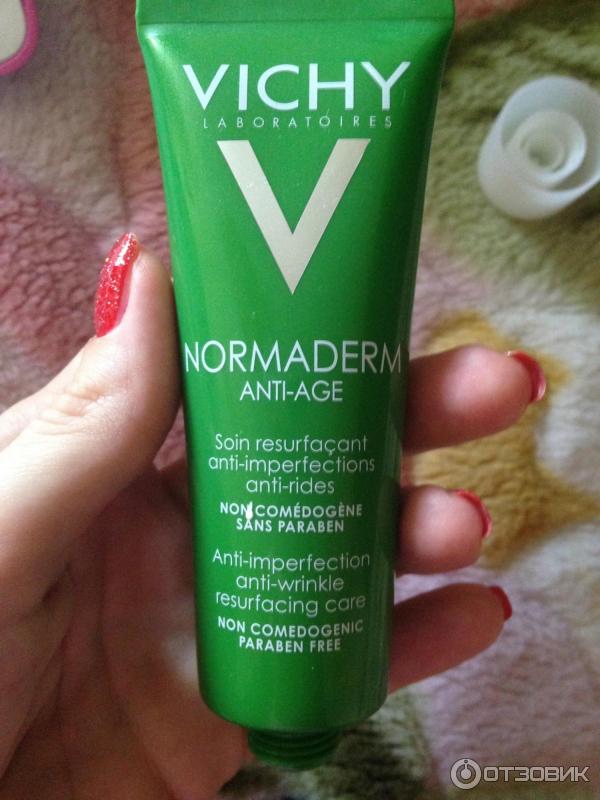 VICHY
LABORATOIRES
V
NORMADERM
ANTI-AGE
Soin resurfaçant
anti-imperfections
anti-rides
NON COMÉDOGÈNE
SANS PARABEN
Anti-imperfection
anti-wrinkle
resurfacing care
NON COMEDOGENIC
PARABEN FREE
ОТЗОВИК